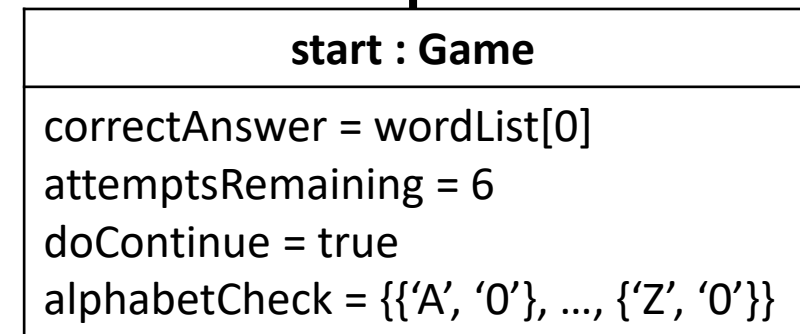 start : Game
correctAnswer = wordList[0]
attemptsRemaining = 6
doContinue = true
alphabetCheck = {{‘A’, ‘0’}, …, {‘Z’, ‘0’}}